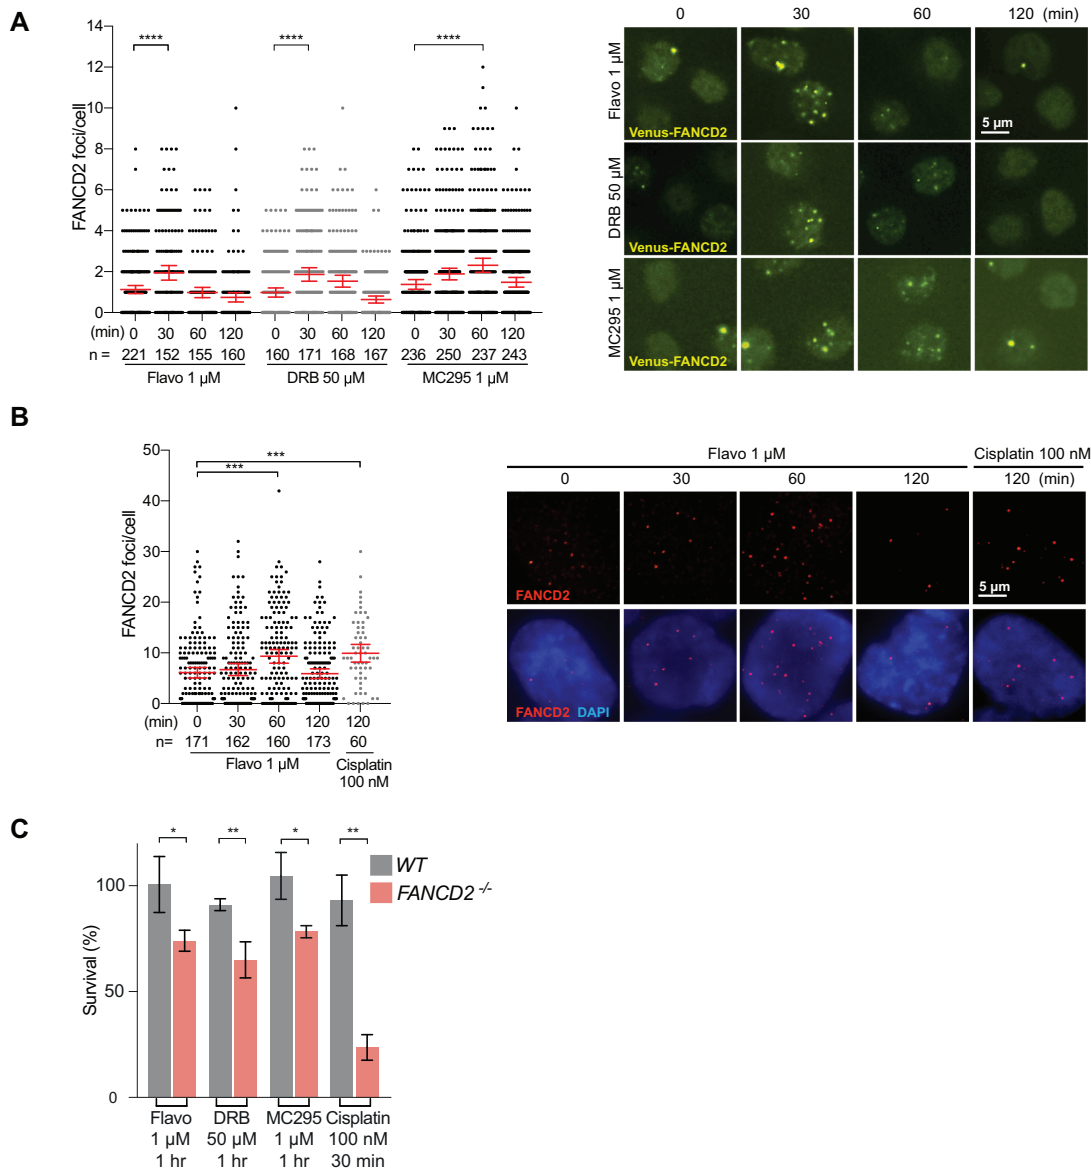 A
14
12
10
8
6
4
2
0
FANCD2 foci/cell
****
****
****
(min)
0 30 60 120 0 30 60 120 0 30 60 120
n = 221 152 155 160 160 171 168 167 236 250 237 243
Flavo 1 µM DRB 50 µM MC295 1 µM
0 30 60 120 (min)
Flavo 1 µM
Venus-FANCD2
5 µm
DRB 50 µM
Venus-FANCD2
MC295 1 µM
Venus-FANCD2
B
50
40
30
20
10
0
FANCD2 foci/cell
***
***
(min) 0 30 60 120 120
n= 171 162 160 173 60
Flavo 1 µM Cisplatin
100 nM
Flavo 1 µM Cisplatin 100 nM
0 30 60 120 120 (min)
FANCD2
5 µm
FANCD2 DAPI
C
* ** * **
WT
FANCD2 -/-
100
50
0
Survival (%)
Flavo DRB MC295 Cisplatin
1 µM 50 µM 1 µM 100 nM
1 hr 1 hr 1 hr 30 min